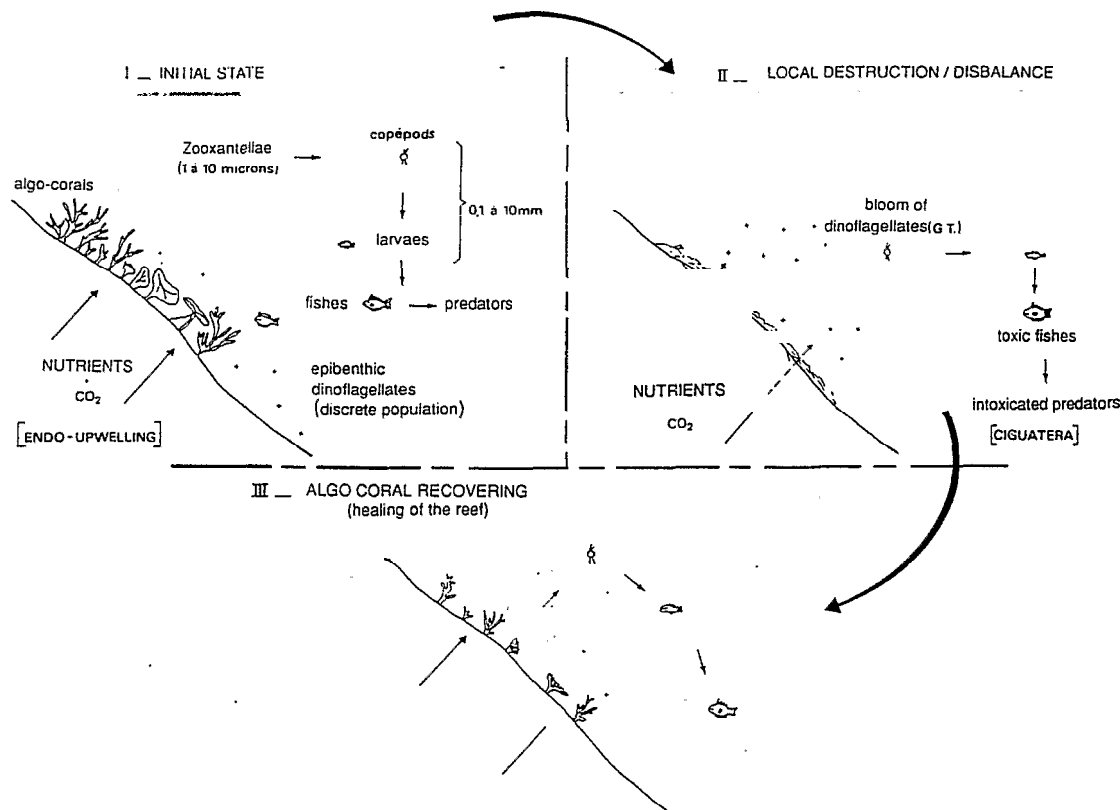 I _ INITIAL STATE
Zooxantellae
(1 à 10 microns)
copépods
0,1 à 10mm
algo-corals
larvaes
fishes
predators
NUTRIENTS
+
CO₂
[ENDO-UPWELLING]
epibenthic
dinoflagellates
(discrete population)
II _ LOCAL DESTRUCTION / DISBALANCE
bloom of
dinoflagellates(G T.)
toxic fishes
NUTRIENTS
CO₂
intoxicated predators
[CIGUATERA]
III _ ALGO CORAL RECOVERING
(healing of the reef)